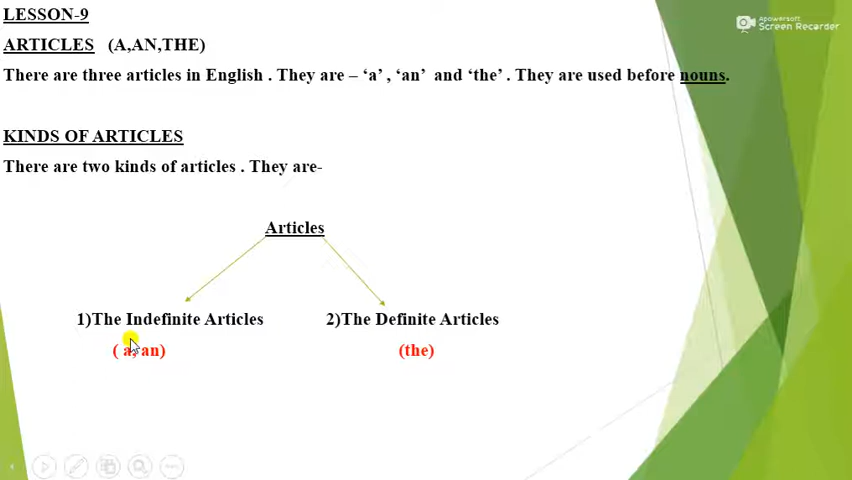 LESSON-9
Apowersoft
Screen Recorder
ARTICLES (A,AN,THE)
There are three articles in English . They are – ‘a’ , ‘an’ and ‘the’ . They are used before nouns.
KINDS OF ARTICLES
There are two kinds of articles . They are-
Articles
1)The Indefinite Articles 2)The Definite Articles
( a, an) (the)